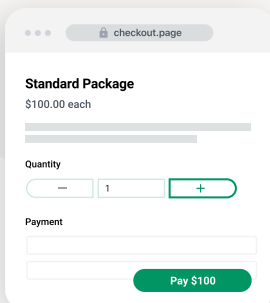 checkout.page
Standard Package
$100.00 each
Quantity
— 1 +
Payment
Pay $100